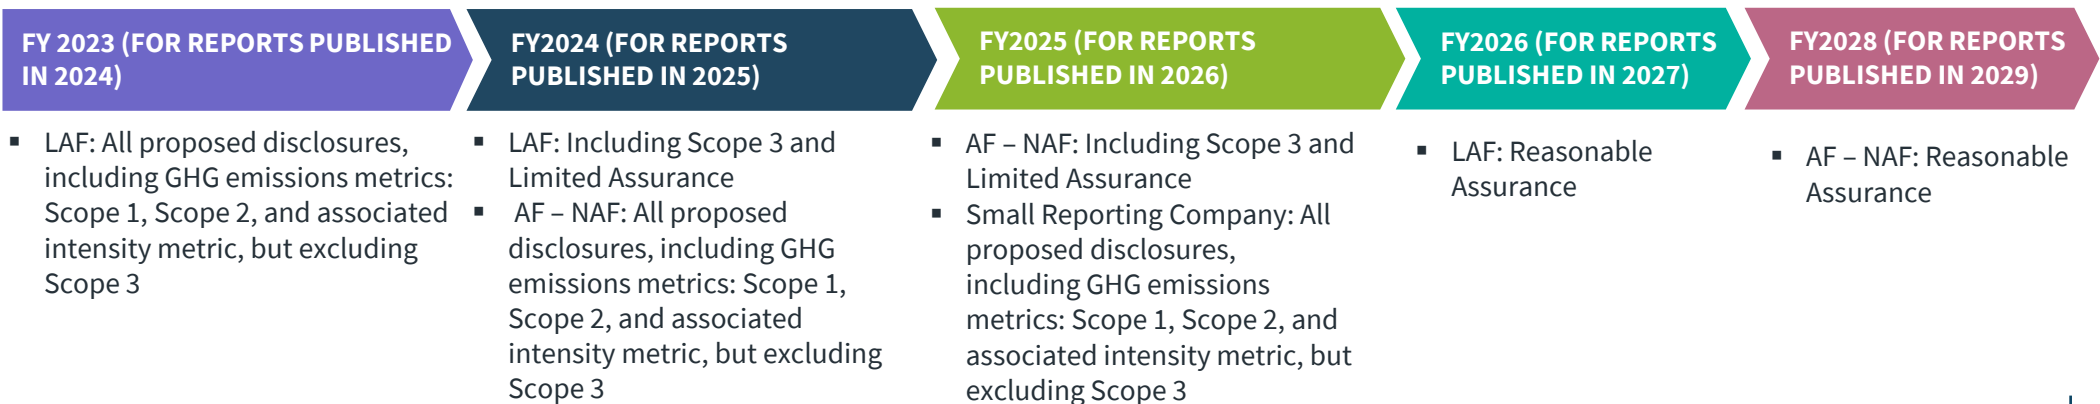 FY 2023 (FOR REPORTS PUBLISHED
IN 2024)
▪ LAF: All proposed disclosures,
including GHG emissions metrics:
Scope 1, Scope 2, and associated
intensity metric, but excluding
Scope 3
FY2024 (FOR REPORTS
PUBLISHED IN 2025)
▪ LAF: Including Scope 3 and
Limited Assurance
▪ AF – NAF: All proposed
disclosures, including GHG
emissions metrics: Scope 1,
Scope 2, and associated
intensity metric, but excluding
Scope 3
FY2025 (FOR REPORTS
PUBLISHED IN 2026)
▪ AF – NAF: Including Scope 3 and
Limited Assurance
▪ Small Reporting Company: All
proposed disclosures,
including GHG emissions
metrics: Scope 1, Scope 2, and
associated intensity metric, but
excluding Scope 3
FY2026 (FOR REPORTS
PUBLISHED IN 2027)
▪ LAF: Reasonable
Assurance
FY2028 (FOR REPORTS
PUBLISHED IN 2029)
▪ AF – NAF: Reasonable
Assurance